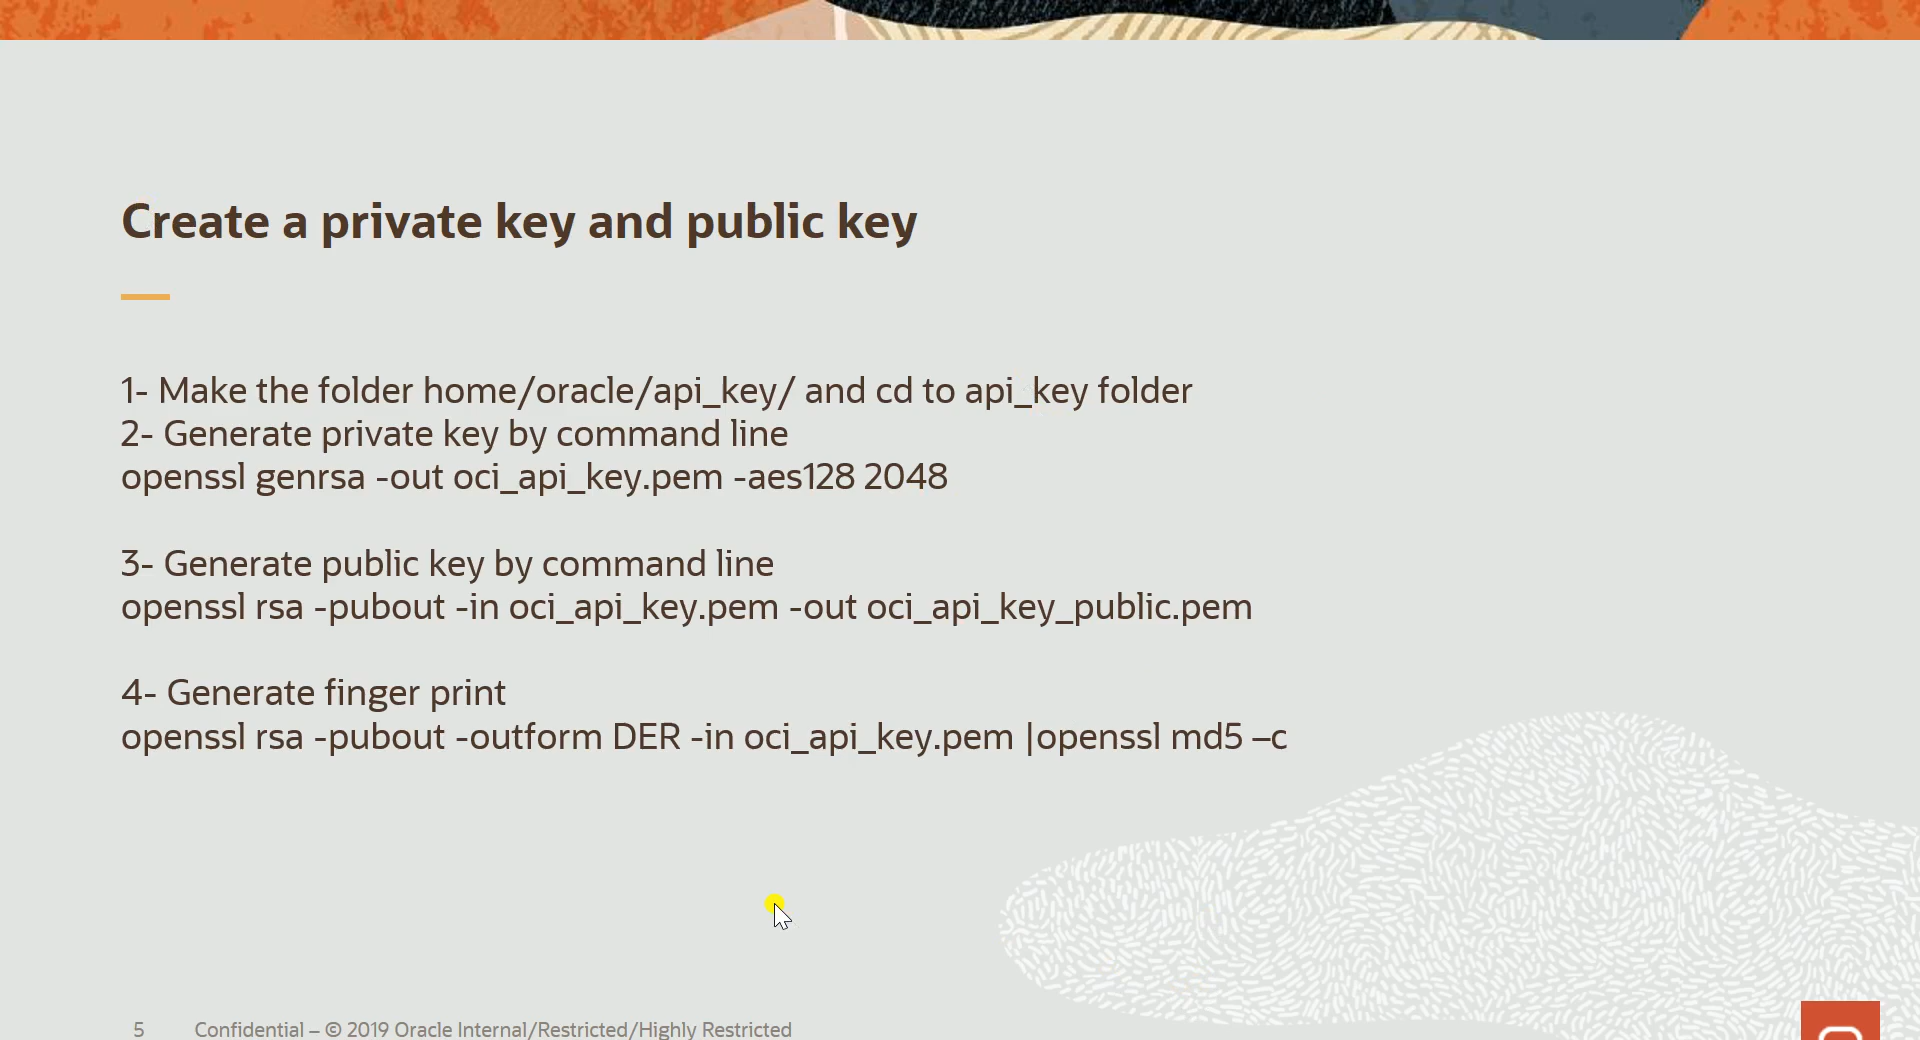 Create a private key and public key
1- Make the folder home/oracle/api_key/ and cd to api_key folder
2- Generate private key by command line
openssl genrsa -out oci_api_key.pem -aes128 2048
3- Generate public key by command line
openssl rsa -pubout -in oci_api_key.pem -out oci_api_key_public.pem
4- Generate finger print
openssl rsa -pubout -outform DER -in oci_api_key.pem |openssl md5 –c
5 Confidential – © 2019 Oracle Internal/Restricted/Highly Restricted